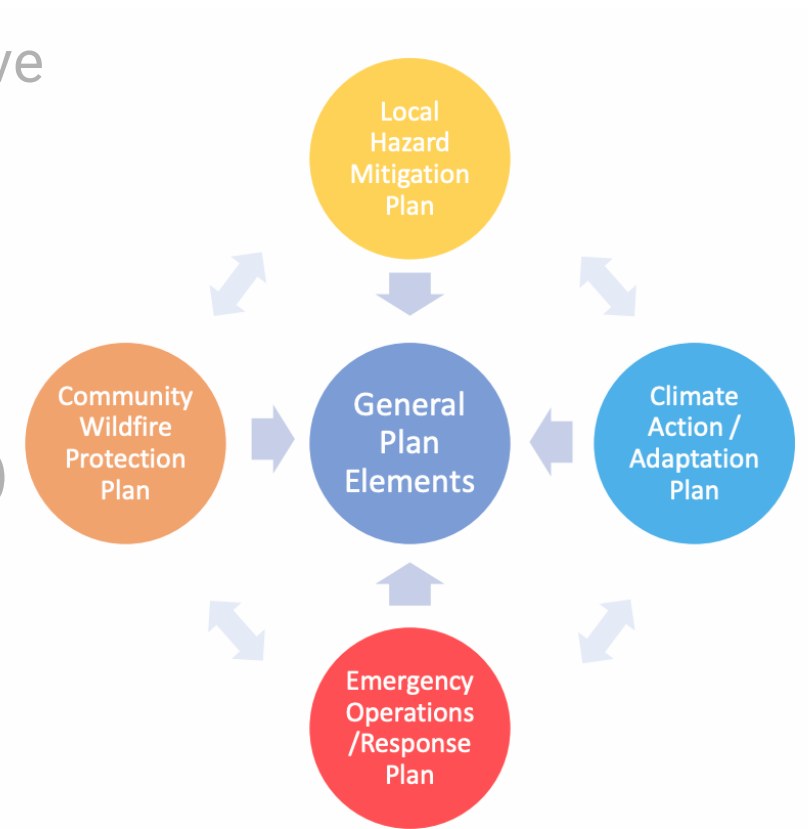 ve
Local
Hazard
Mitigation
Plan
Community
Wildfire
Protection
Plan
General
Plan
Elements
Climate
Action /
Adaptation
Plan
)
Emergency
Operations
/Response
Plan